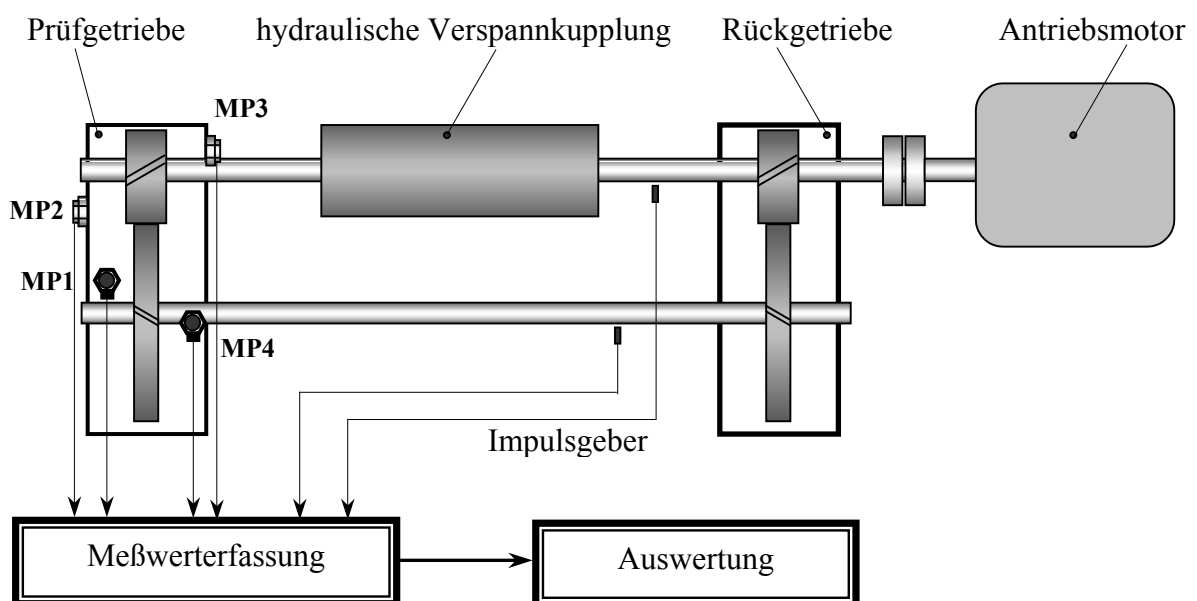 Prüfgetriebe
hydraulische Verspannkupplung
Rückgetriebe
Antriebsmotor
MP3
MP2
MP1
MP4
Impulsgeber
Meßwerterfassung
Auswertung